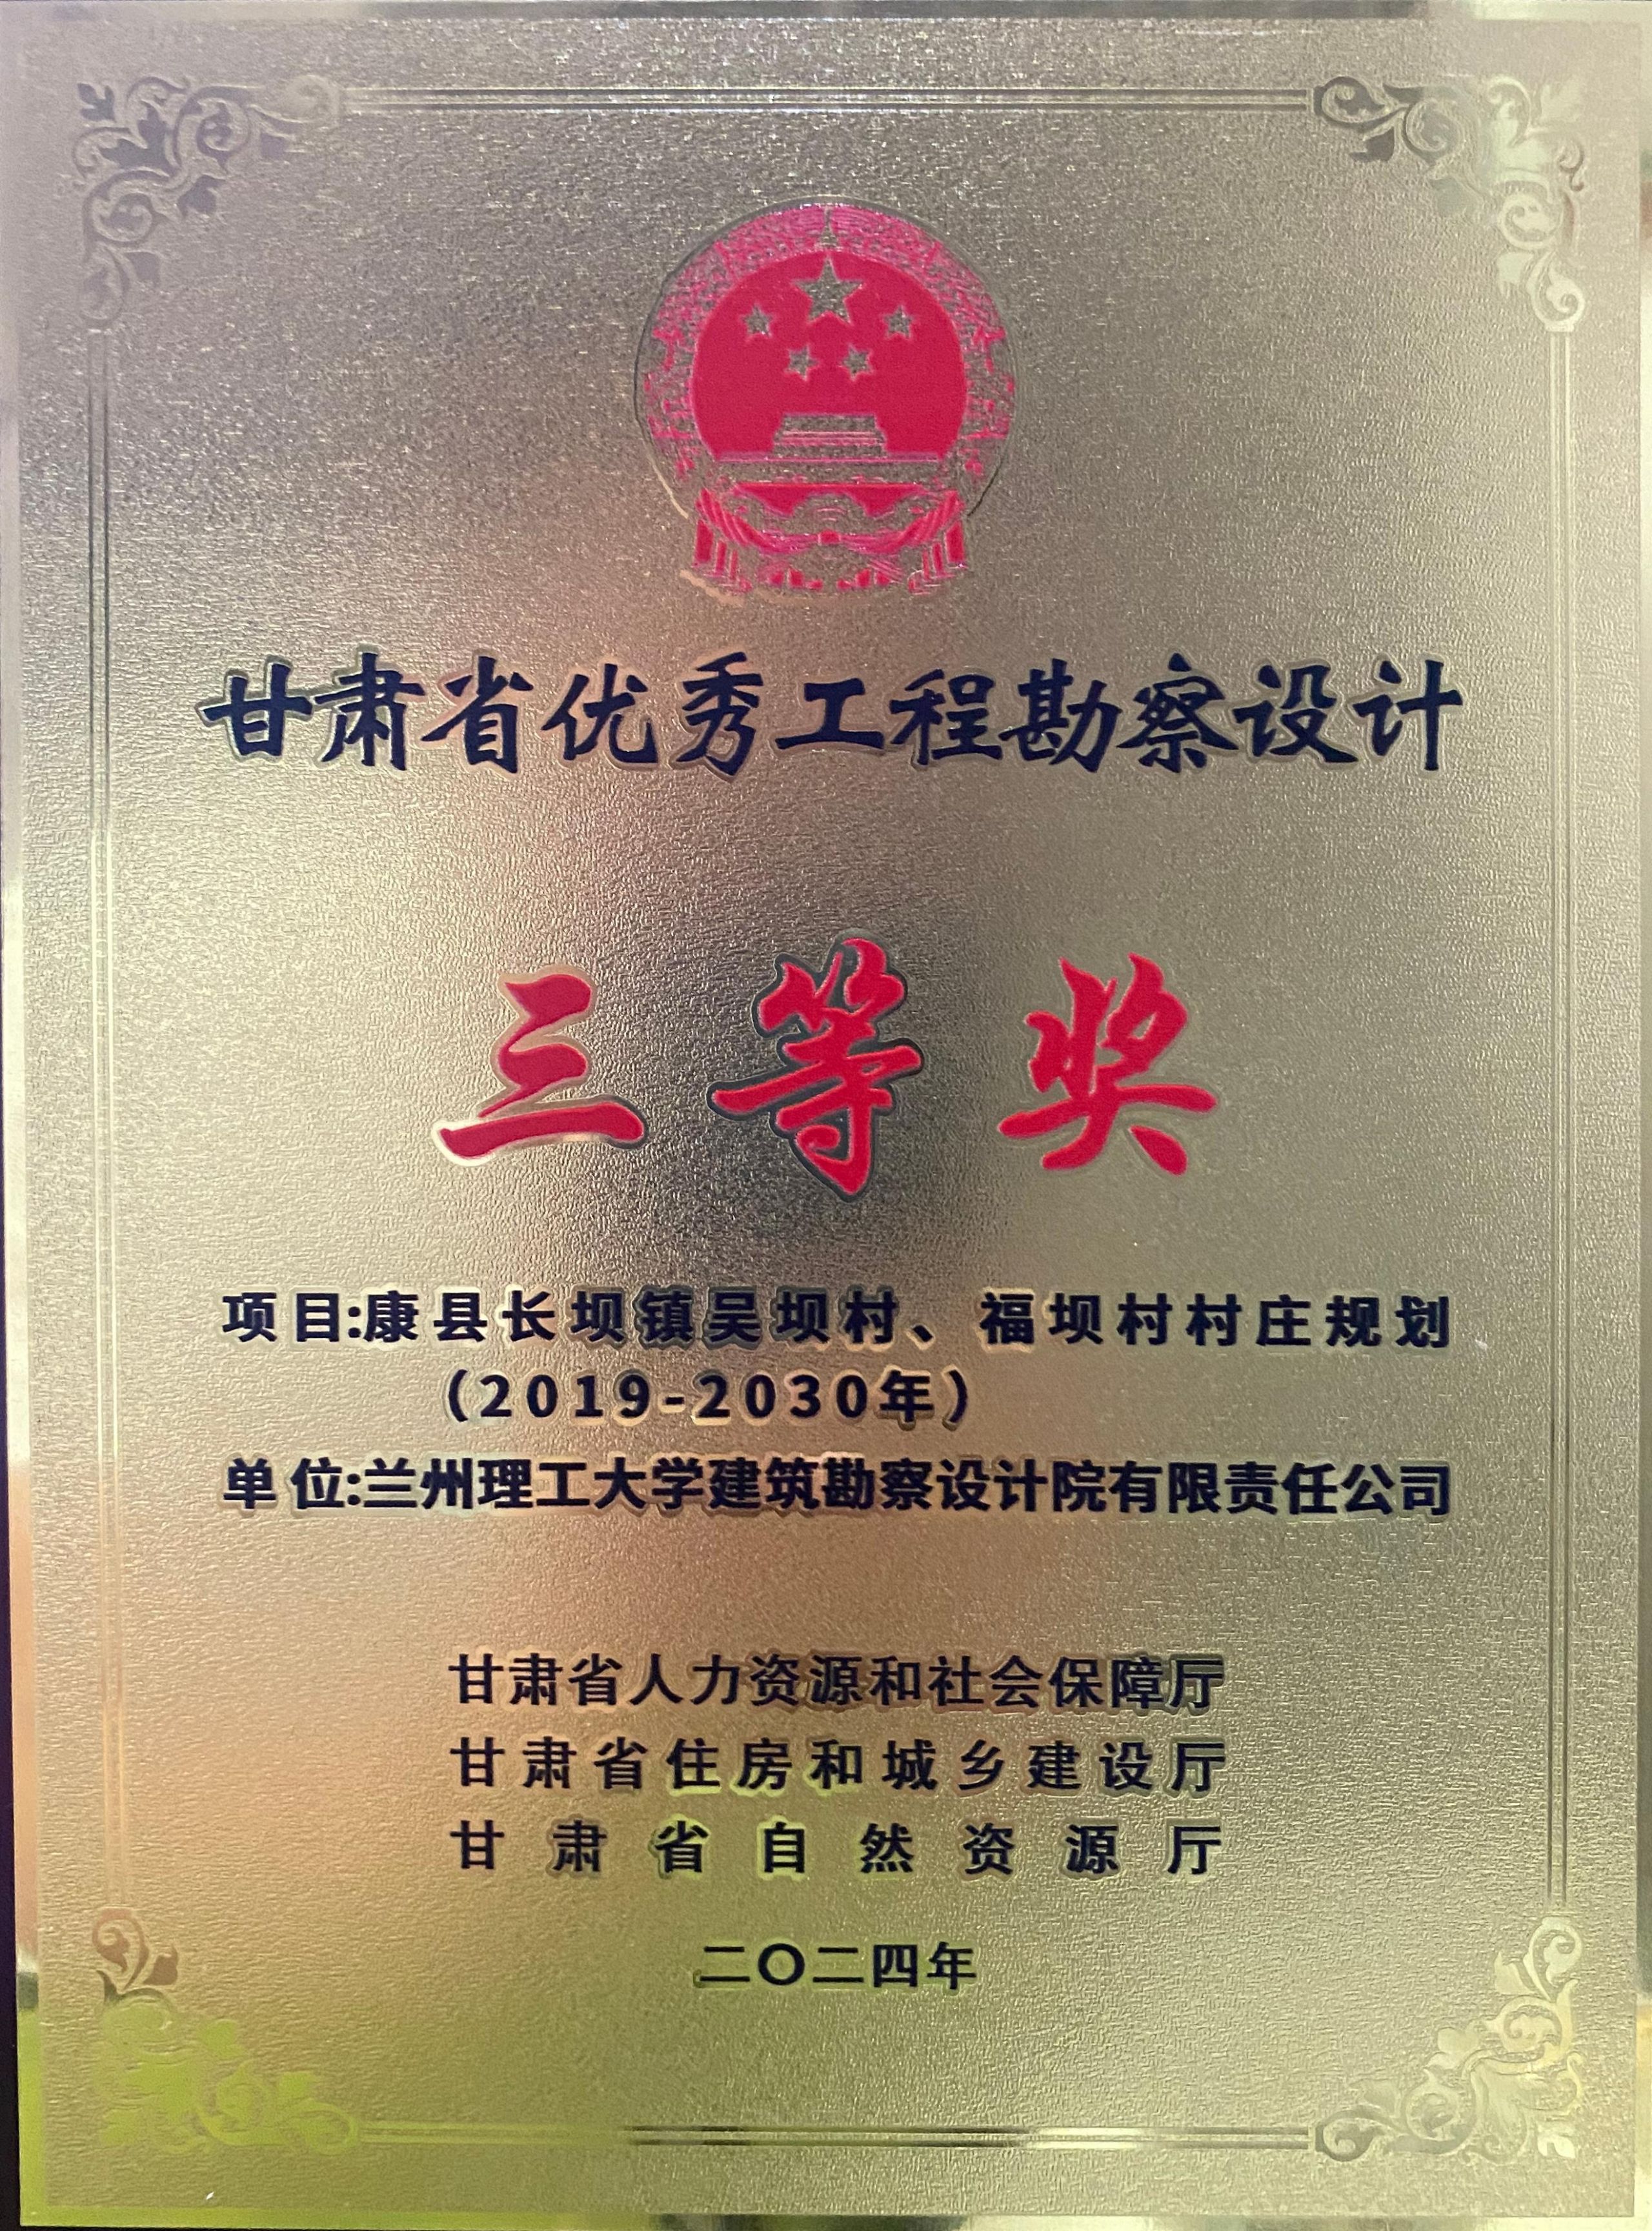 甘肃省优秀工程勘察设计
三等奖
项目:康县长坝镇吴坝村、福坝村村庄规划
（2019-2030年）
单位:兰州理工大学建筑勘察设计院有限责任公司
甘肃省人力资源和社会保障厅
甘肃省住房和城乡建设厅
甘肃省自然资源厅
二〇二四年